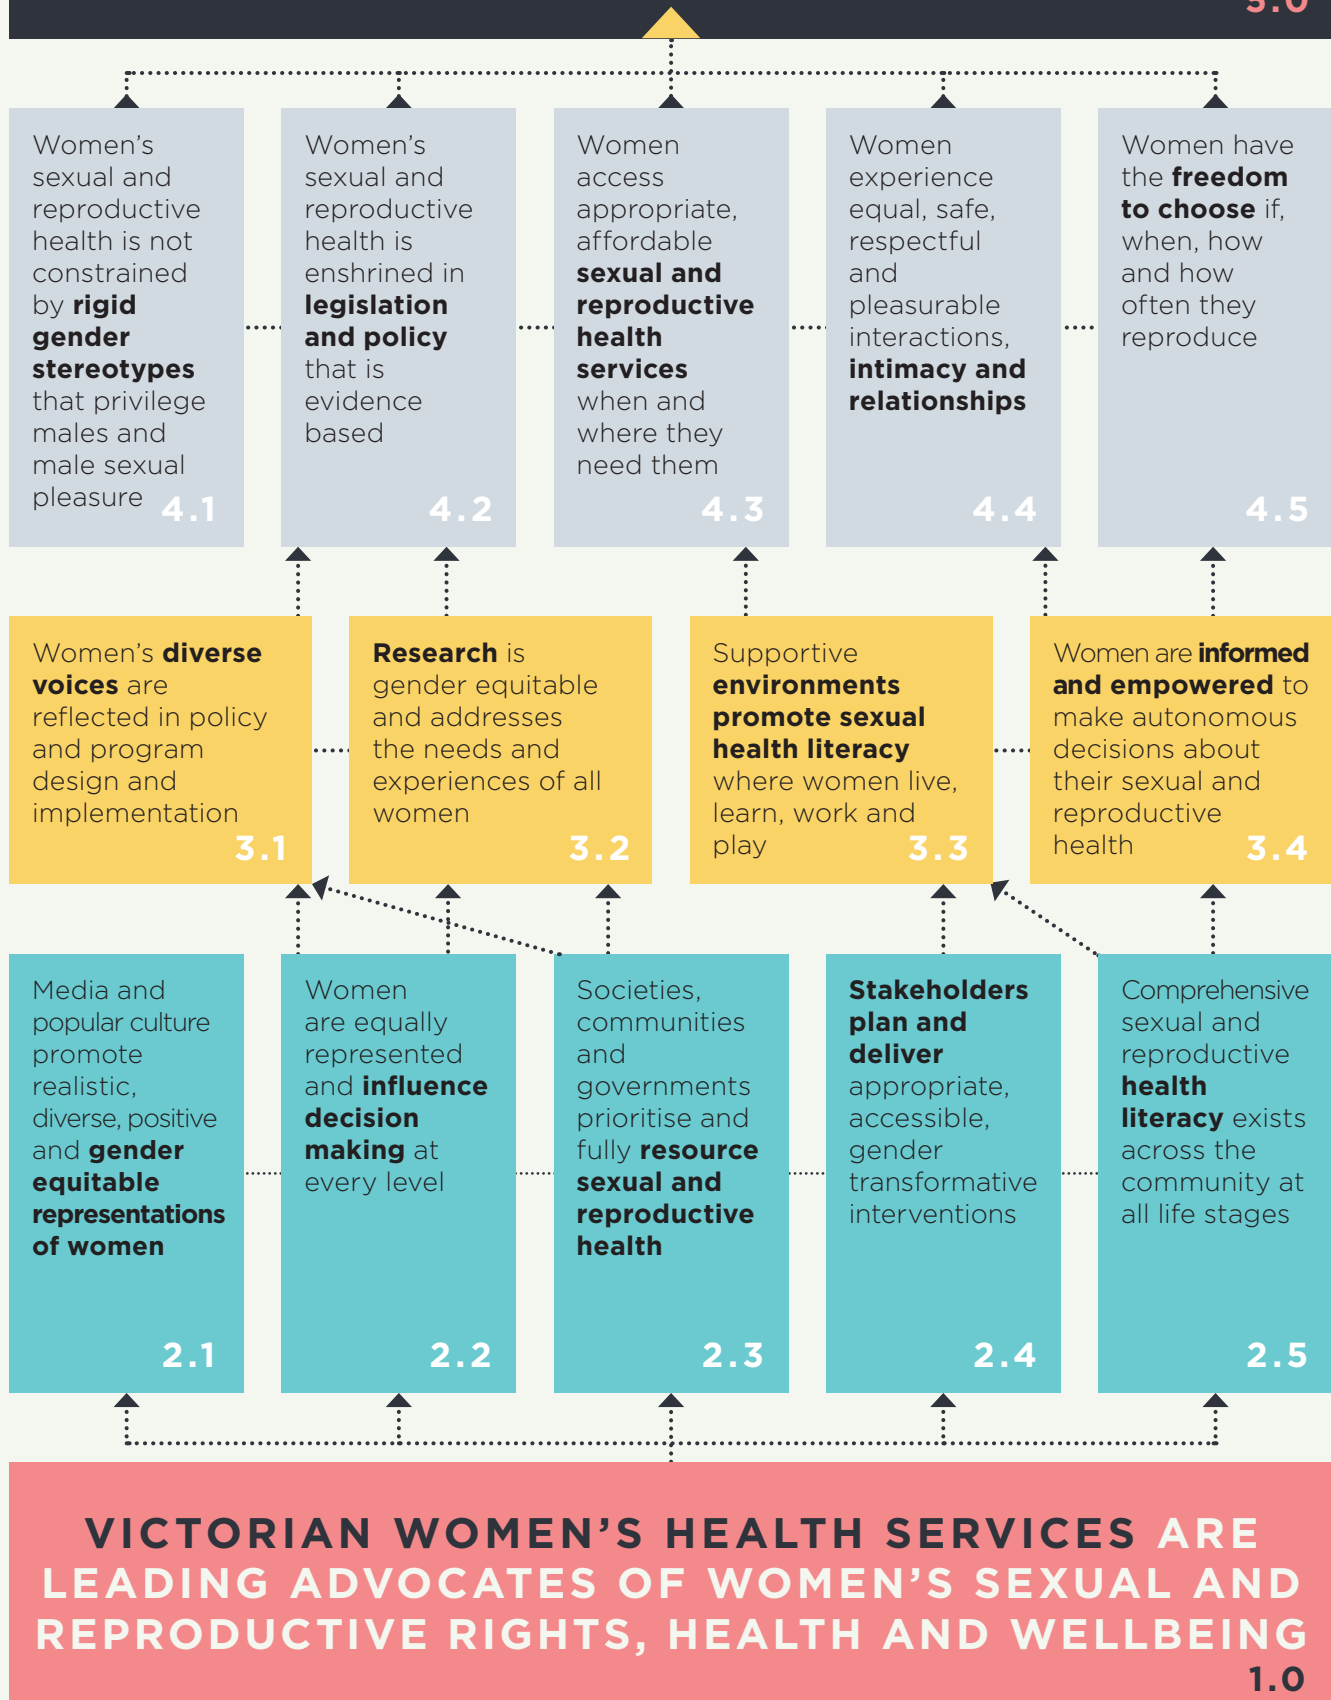 5.0
Women's
sexual and
reproductive
health is not
constrained
by rigid
gender
stereotypes
that privilege
males and
male sexual
pleasure
4.1
Women's
sexual and
reproductive
health is
enshrined in
legislation
and policy
that is
evidence
based
4.2
Women
access
appropriate,
affordable
sexual and
reproductive
health
services
when and
where they
need them
4.3
Women
experience
equal, safe,
respectful
and
pleasurable
interactions,
intimacy and
relationships
4.4
Women have
the freedom
to choose if,
when, how
and how
often they
reproduce
4.5
Women's diverse
voices are
reflected in policy
and program
design and
implementation
3.1
Research is
gender equitable
and addresses
the needs and
experiences of all
women
3.2
Supportive
environments
promote sexual
health literacy
where women live,
learn, work and
play
3.3
Women are informed
and empowered to
make autonomous
decisions about
their sexual and
reproductive
health
3.4
Media and
popular culture
promote
realistic,
diverse, positive
and gender
equitable
representations
of women
2.1
Women
are equally
represented
and influence
decision
making at
every level
2.2
Societies,
communities
and
governments
prioritise and
fully resource
sexual and
reproductive
health
2.3
Stakeholders
plan and
deliver
appropriate,
accessible,
gender
transformative
interventions
2.4
Comprehensive
sexual and
reproductive
health
literacy exists
across the
community at
all life stages
2.5
VICTORIAN WOMEN'S HEALTH SERVICES ARE
LEADING ADVOCATES OF WOMEN'S SEXUAL AND
REPRODUCTIVE RIGHTS, HEALTH AND WELLBEING
1.0